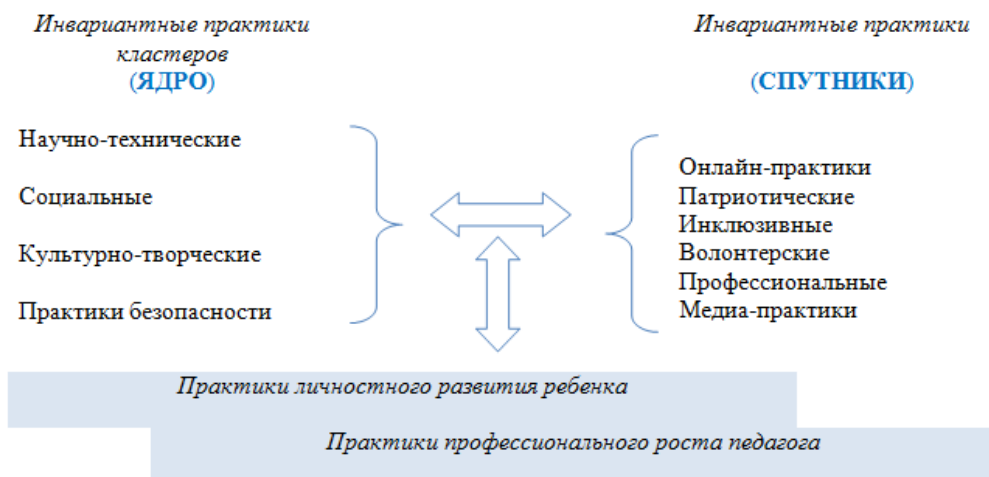 Инвариантные практики
кластеров
(ЯДРО)
Научно-технические
Социальные
Культурно-творческие
Практики безопасности
Инвариантные практики
(СПУТНИКИ)
Онлайн-практики
Патриотические
Инклюзивные
Волонтерские
Профессиональные
Медиа-практики
Практики личностного развития ребенка
Практики профессионального роста педагога